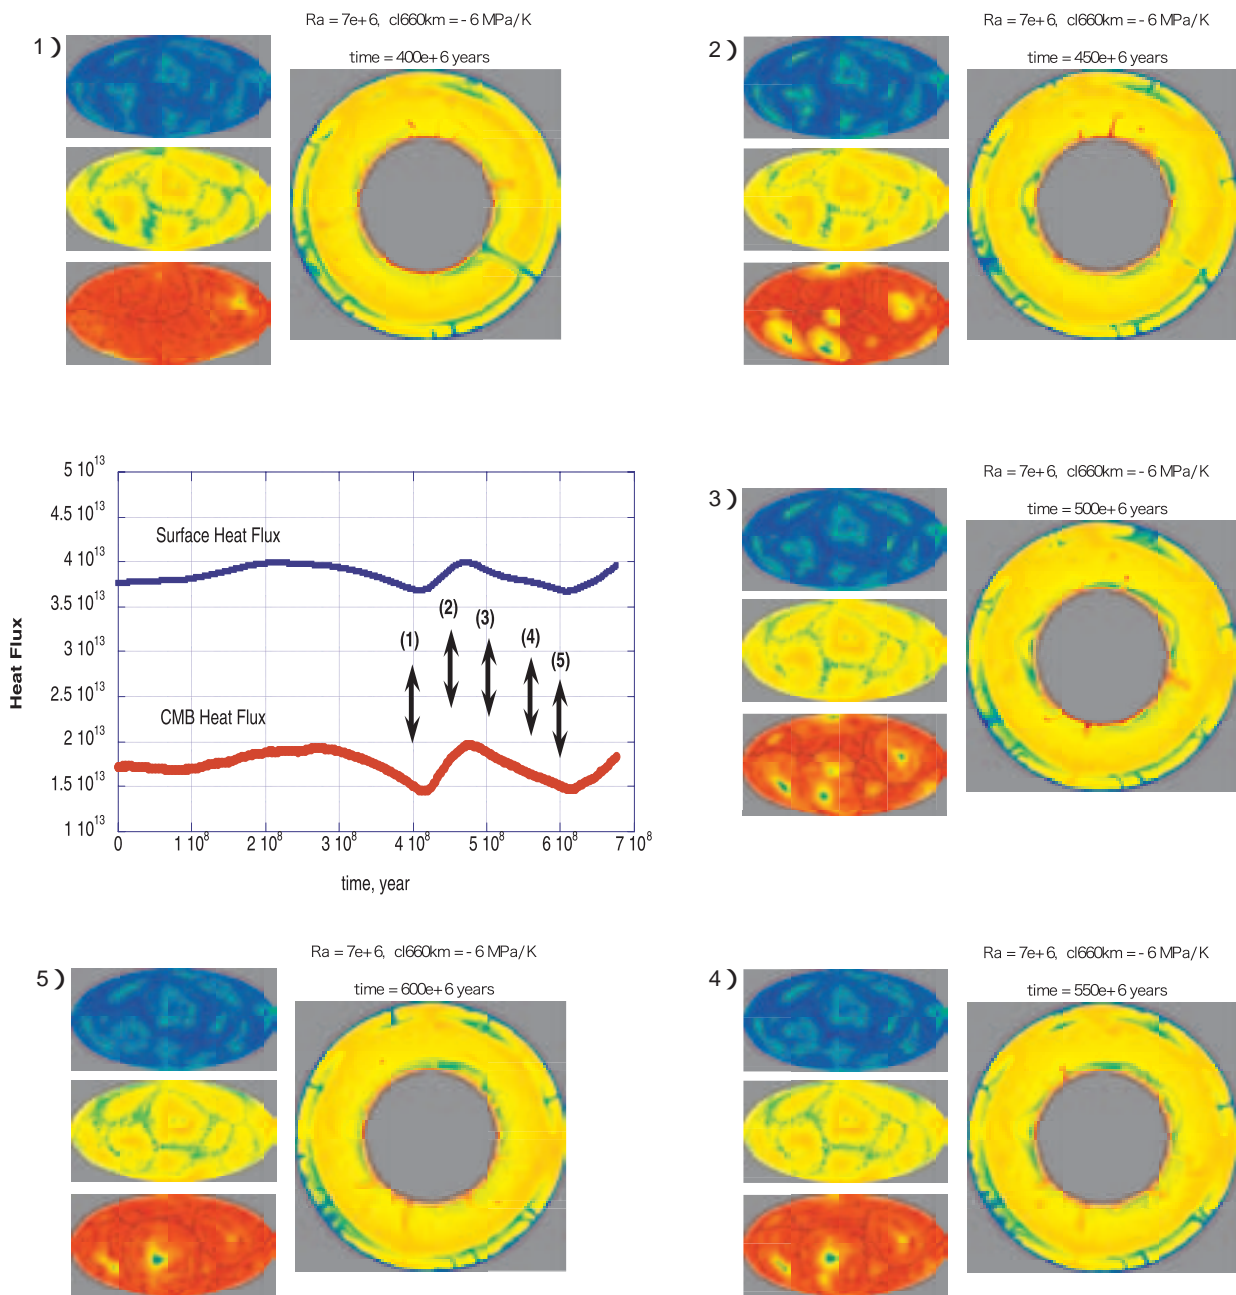 1)
Ra = 7e+6, cl660km = - 6 MPa/K
time = 400e+6 years
2)
Ra = 7e+6, cl660km = - 6 MPa/K
time = 450e+6 years
Heat Flux
5 10^13
4.5 10^13
4 10^13
3.5 10^13
3 10^13
2.5 10^13
2 10^13
1.5 10^13
1 10^13
Surface Heat Flux
CMB Heat Flux
(1)
(2)
(3)
(4)
(5)
0 1 10^8 2 10^8 3 10^8 4 10^8 5 10^8 6 10^8 7 10^8
time, year
3)
Ra = 7e+6, cl660km = - 6 MPa/K
time = 500e+6 years
5)
Ra = 7e+6, cl660km = - 6 MPa/K
time = 600e+6 years
4)
Ra = 7e+6, cl660km = - 6 MPa/K
time = 550e+6 years